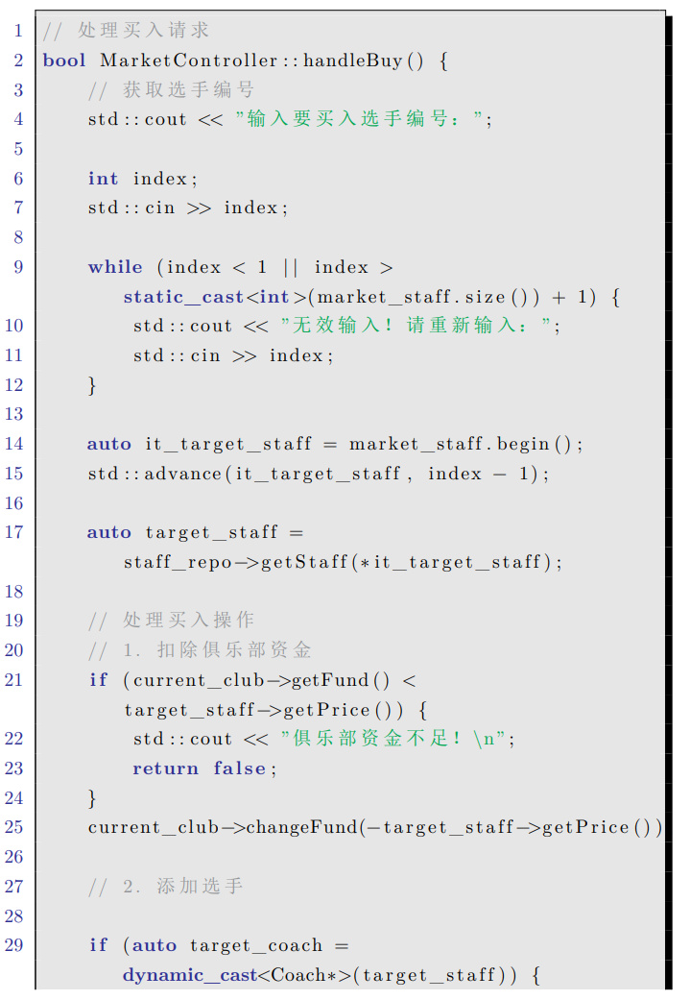 1 // 处理买入请求
2 bool MarketController::handleBuy() {
3 // 获取选手编号
4 std::cout << "输入要买入选手编号：";
5
6 int index;
7 std::cin >> index;
8
9 while (index < 1 || index >
static_cast<int>(market_staff.size()) + 1) {
10 std::cout << "无效输入！请重新输入：";
11 std::cin >> index;
12 }
13
14 auto it_target_staff = market_staff.begin();
15 std::advance(it_target_staff, index - 1);
16
17 auto target_staff =
staff_repo->getStaff(*it_target_staff);
18
19 // 处理买入操作
20 // 1. 扣除俱乐部资金
21 if (current_club->getFund() <
target_staff->getPrice()) {
22 std::cout << "俱乐部资金不足！\n";
23 return false;
24 }
25 current_club->changeFund(-target_staff->getPrice())
26
27 // 2. 添加选手
28
29 if (auto target_coach =
dynamic_cast<Coach*>(target_staff)) {